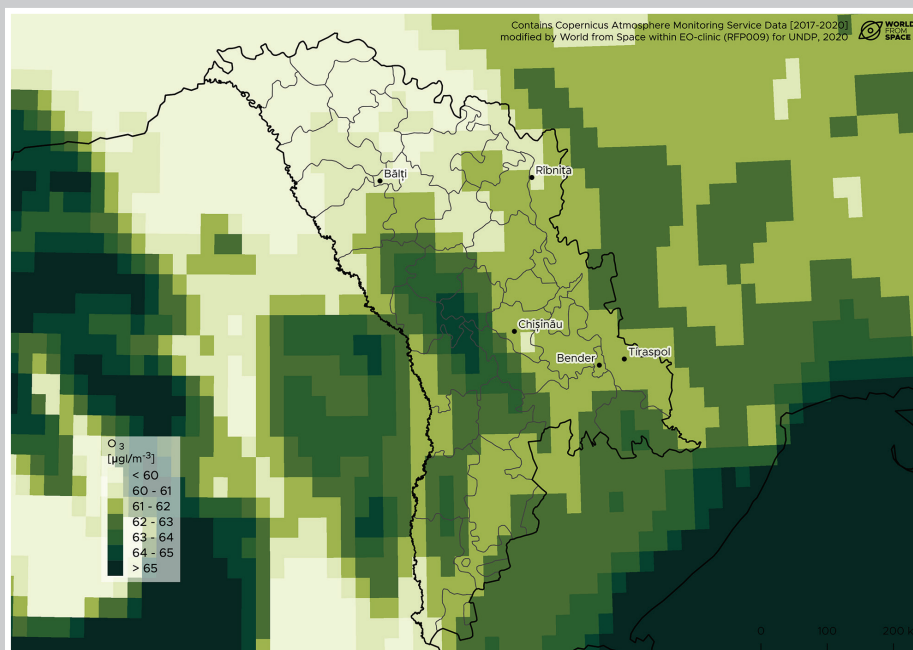 Contains Copernicus Atmosphere Monitoring Service Data [2017-2020]
modified by World from Space within EO-clinic (RFP009) for UNDP, 2020
WORLD
FROM
SPACE
Bălți
Rîbnița
Chișinău
Bender
Tiraspol
O 3
[µgl/m⁻³]
< 60
60 - 61
61 - 62
62 - 63
63 - 64
64 - 65
> 65
0 100 200